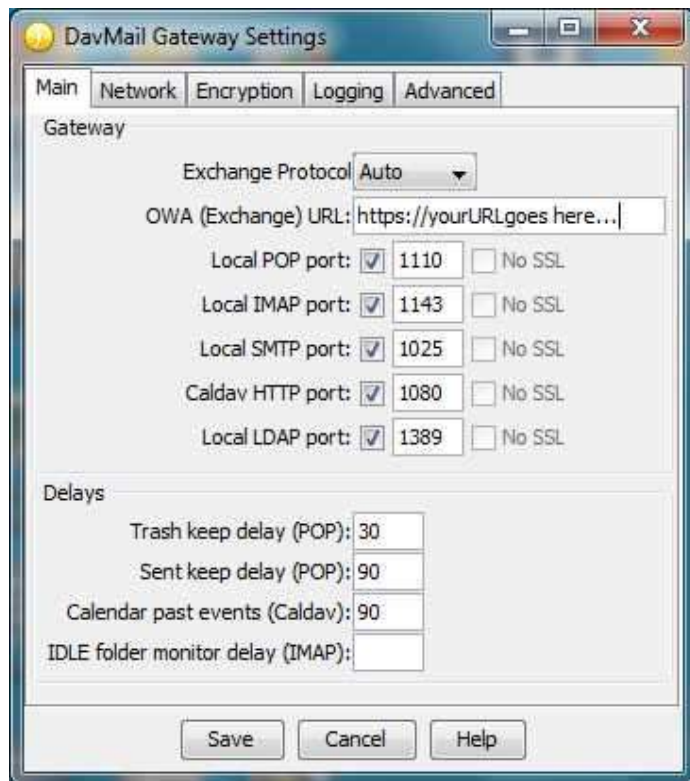 DavMail Gateway Settings
Main Network Encryption Logging Advanced
Gateway
Exchange Protocol Auto
OWA (Exchange) URL: https://yourURLgoes here...
Local POP port: 1110 No SSL
Local IMAP port: 1143 No SSL
Local SMTP port: 1025 No SSL
Caldav HTTP port: 1080 No SSL
Local LDAP port: 1389 No SSL
Delays
Trash keep delay (POP): 30
Sent keep delay (POP): 90
Calendar past events (Caldav): 90
IDLE folder monitor delay (IMAP):
Save Cancel Help